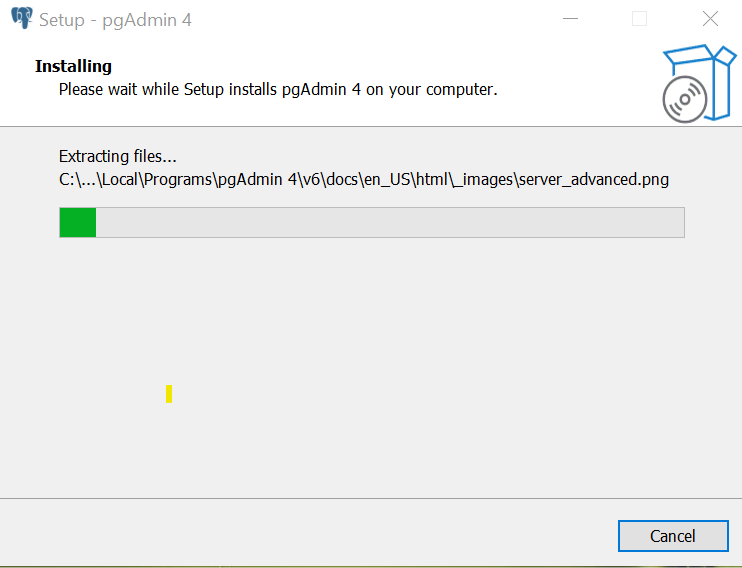 Setup - pgAdmin 4
Installing
Please wait while Setup installs pgAdmin 4 on your computer.
Extracting files...
C:\...\Local\Programs\pgAdmin 4\v6\docs\en_US\html\_images\server_advanced.png
Cancel